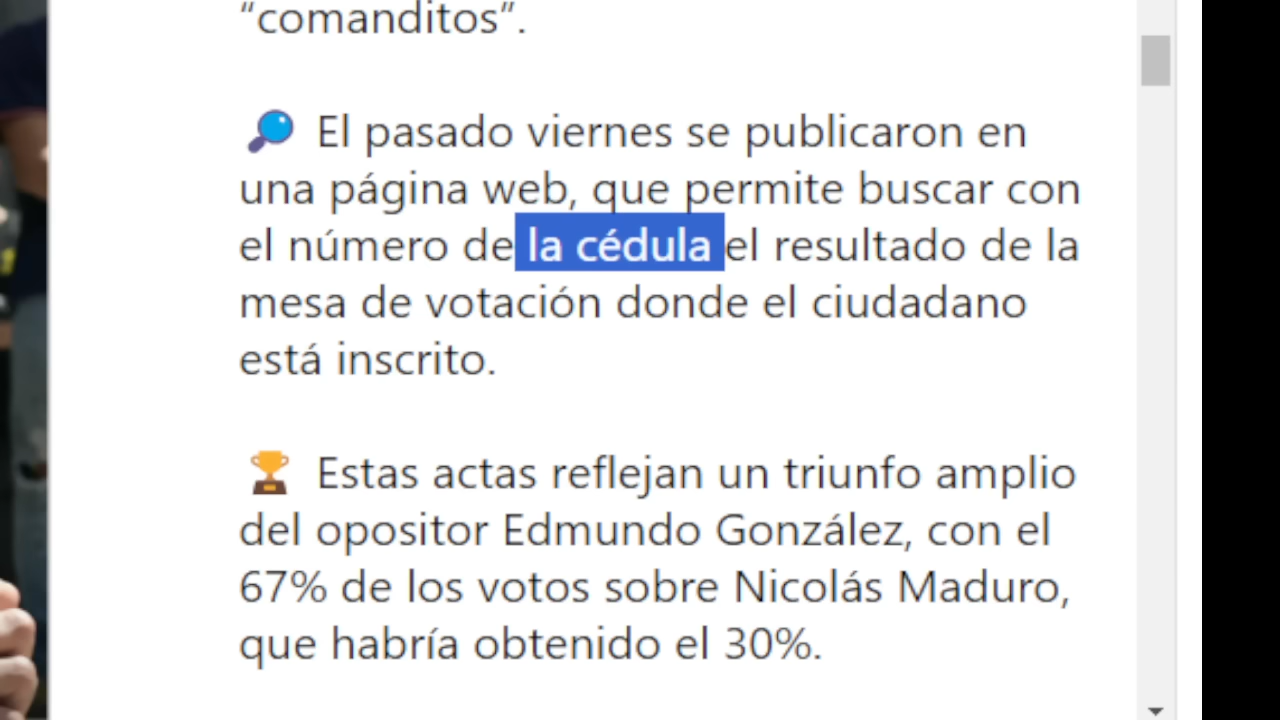 “comanditos”.
🔎 El pasado viernes se publicaron en
una página web, que permite buscar con
el número de la cédula el resultado de la
mesa de votación donde el ciudadano
está inscrito.
🏆 Estas actas reflejan un triunfo amplio
del opositor Edmundo González, con el
67% de los votos sobre Nicolás Maduro,
que habría obtenido el 30%.